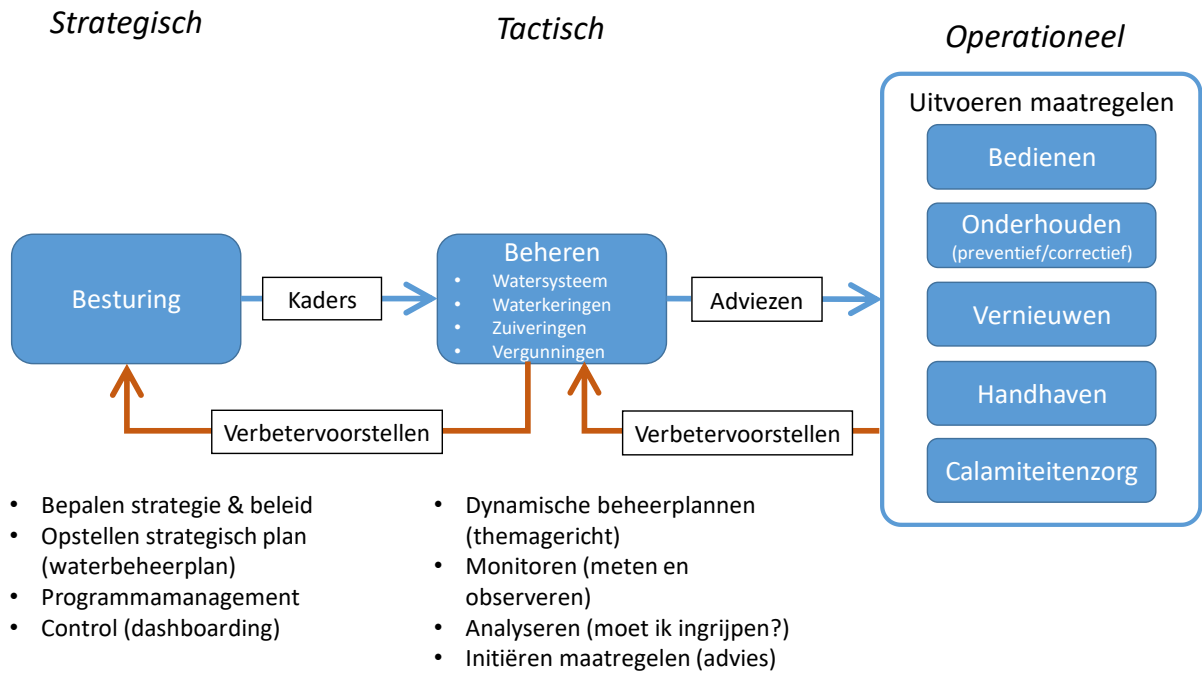 Strategisch
Tactisch
Operationeel
Besturing
Kaders
Beheren
• Watersysteem
• Waterkeringen
• Zuiveringen
• Vergunningen
Adviezen
Uitvoeren maatregelen
Bedienen
Onderhouden
(preventief/correctief)
Vernieuwen
Handhaven
Calamiteitenzorg
Verbetervoorstellen
Verbetervoorstellen
• Bepalen strategie & beleid
• Opstellen strategisch plan
(waterbeheerplan)
• Programmamanagement
• Control (dashboarding)
• Dynamische beheerplannen
(themagericht)
• Monitoren (meten en
observeren)
• Analyseren (moet ik ingrijpen?)
• Initiëren maatregelen (advies)